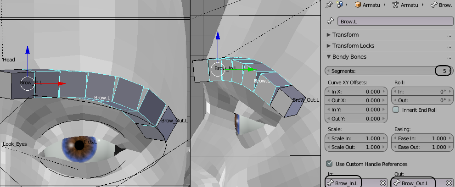 Head
Look_Eyes
Armatu Armatu Brow.
Brow.L
Transform
Transform Locks
Bendy Bones
Segments: 5
Curve XY Offsets: Roll:
In X: 0.000 In: 0°
Out X: 0.000 Out: 0°
In Y: 0.000 Inherit End Roll
Out Y: 0.000
Scale: Easing:
Scale In: 1.000 Ease In: 1.000
Scale Out: 1.000 Ease Out: 1.000
Use Custom Handle References
In: Out:
Brow_In.l Brow_Out.l